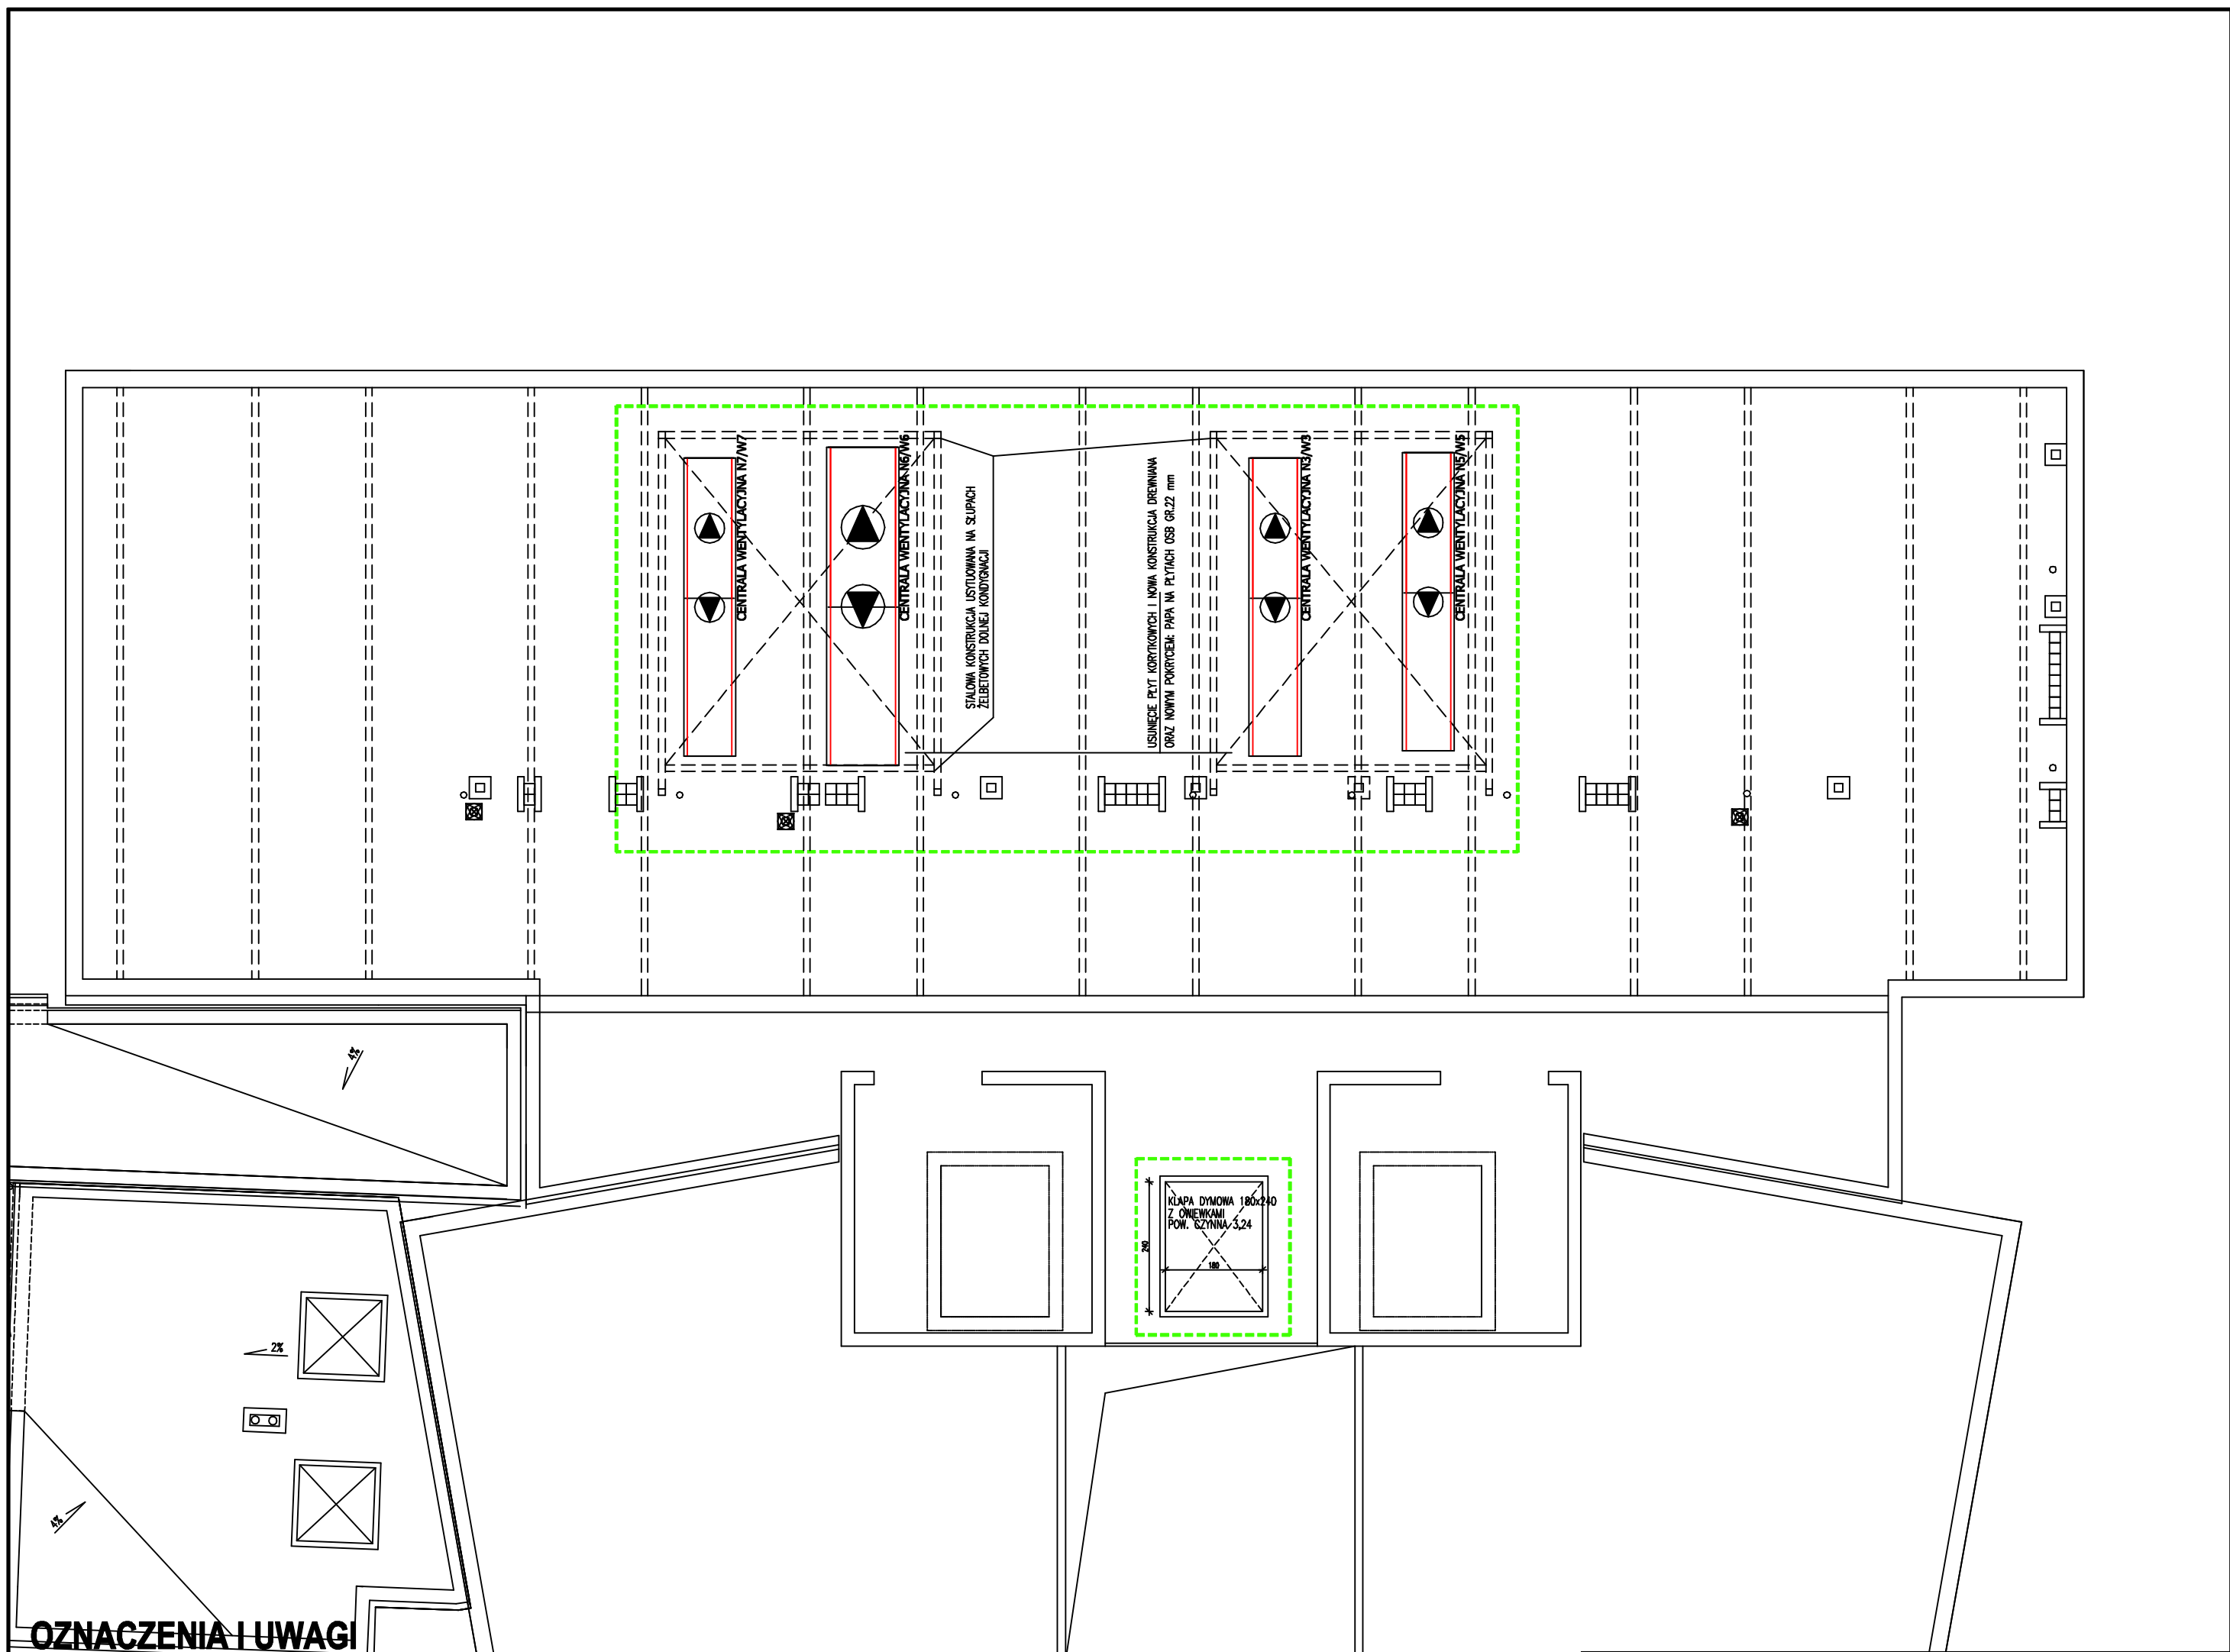 CENTRALA WENTYLACYJNA N7/W7
CENTRALA WENTYLACYJNA N6/W6
STALOWA KONSTRUKCJA USYTUOWANA NA SŁUPACH
ŻELBETOWYCH DOLNEJ KONDYGNACJI
USUNIĘCIE PŁYT KORYTKOWYCH I NOWA KONSTRUKCJA DREWNIANA
ORAZ NOWYM POKRYCIEM: PAPA NA PŁYTACH OSB GR.22 mm
CENTRALA WENTYLACYJNA N3/W3
CENTRALA WENTYLACYJNA N5/W5
4%
KLAPA DYMOWA 180x240
Z OWIEWKAMI
POW. CZYNNA 3,24
240
180
2%
4%
OZNACZENIA I UWAGI